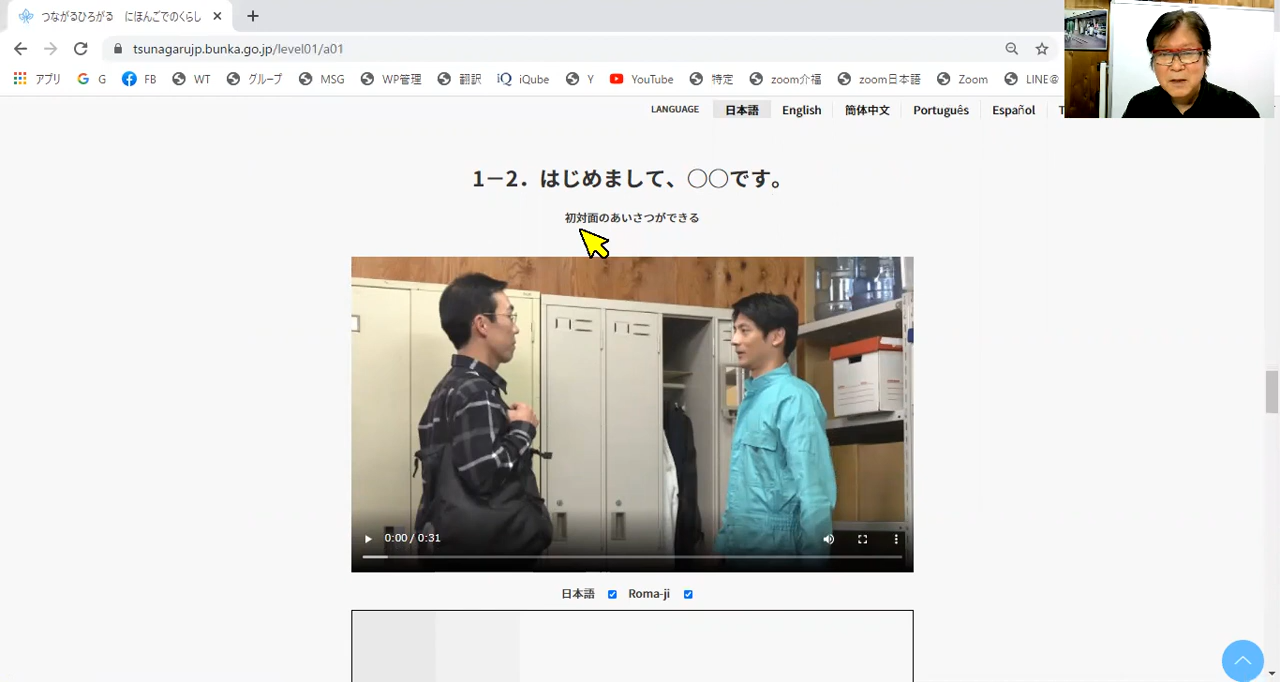 つながるひろがる　にほんごでのくらし
tsunagarujp.bunka.go.jp/level01/a01
アプリ G FB WT グループ MSG WP管理 翻訳 iQ iQube Y YouTube 特定 zoom介福 zoom日本語 Zoom LINE@
LANGUAGE 日本語 English 简体中文 Português Español T
1－2．はじめまして、〇〇です。
初対面のあいさつができる
0:00 / 0:31
日本語 Roma-ji